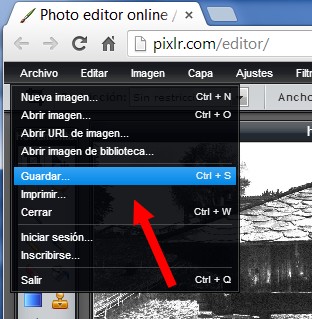 Photo editor online /
pixlr.com/editor/
Archivo Editar Imagen Capa Ajustes Filtr
Nueva imagen... Ctrl + N
Abrir imagen... Ctrl + O
Abrir URL de imagen...
Abrir imagen de biblioteca...
Guardar... Ctrl + S
Imprimir...
Cerrar Ctrl + W
Iniciar sesión...
Inscribirse...
Salir Ctrl + Q
Ancho